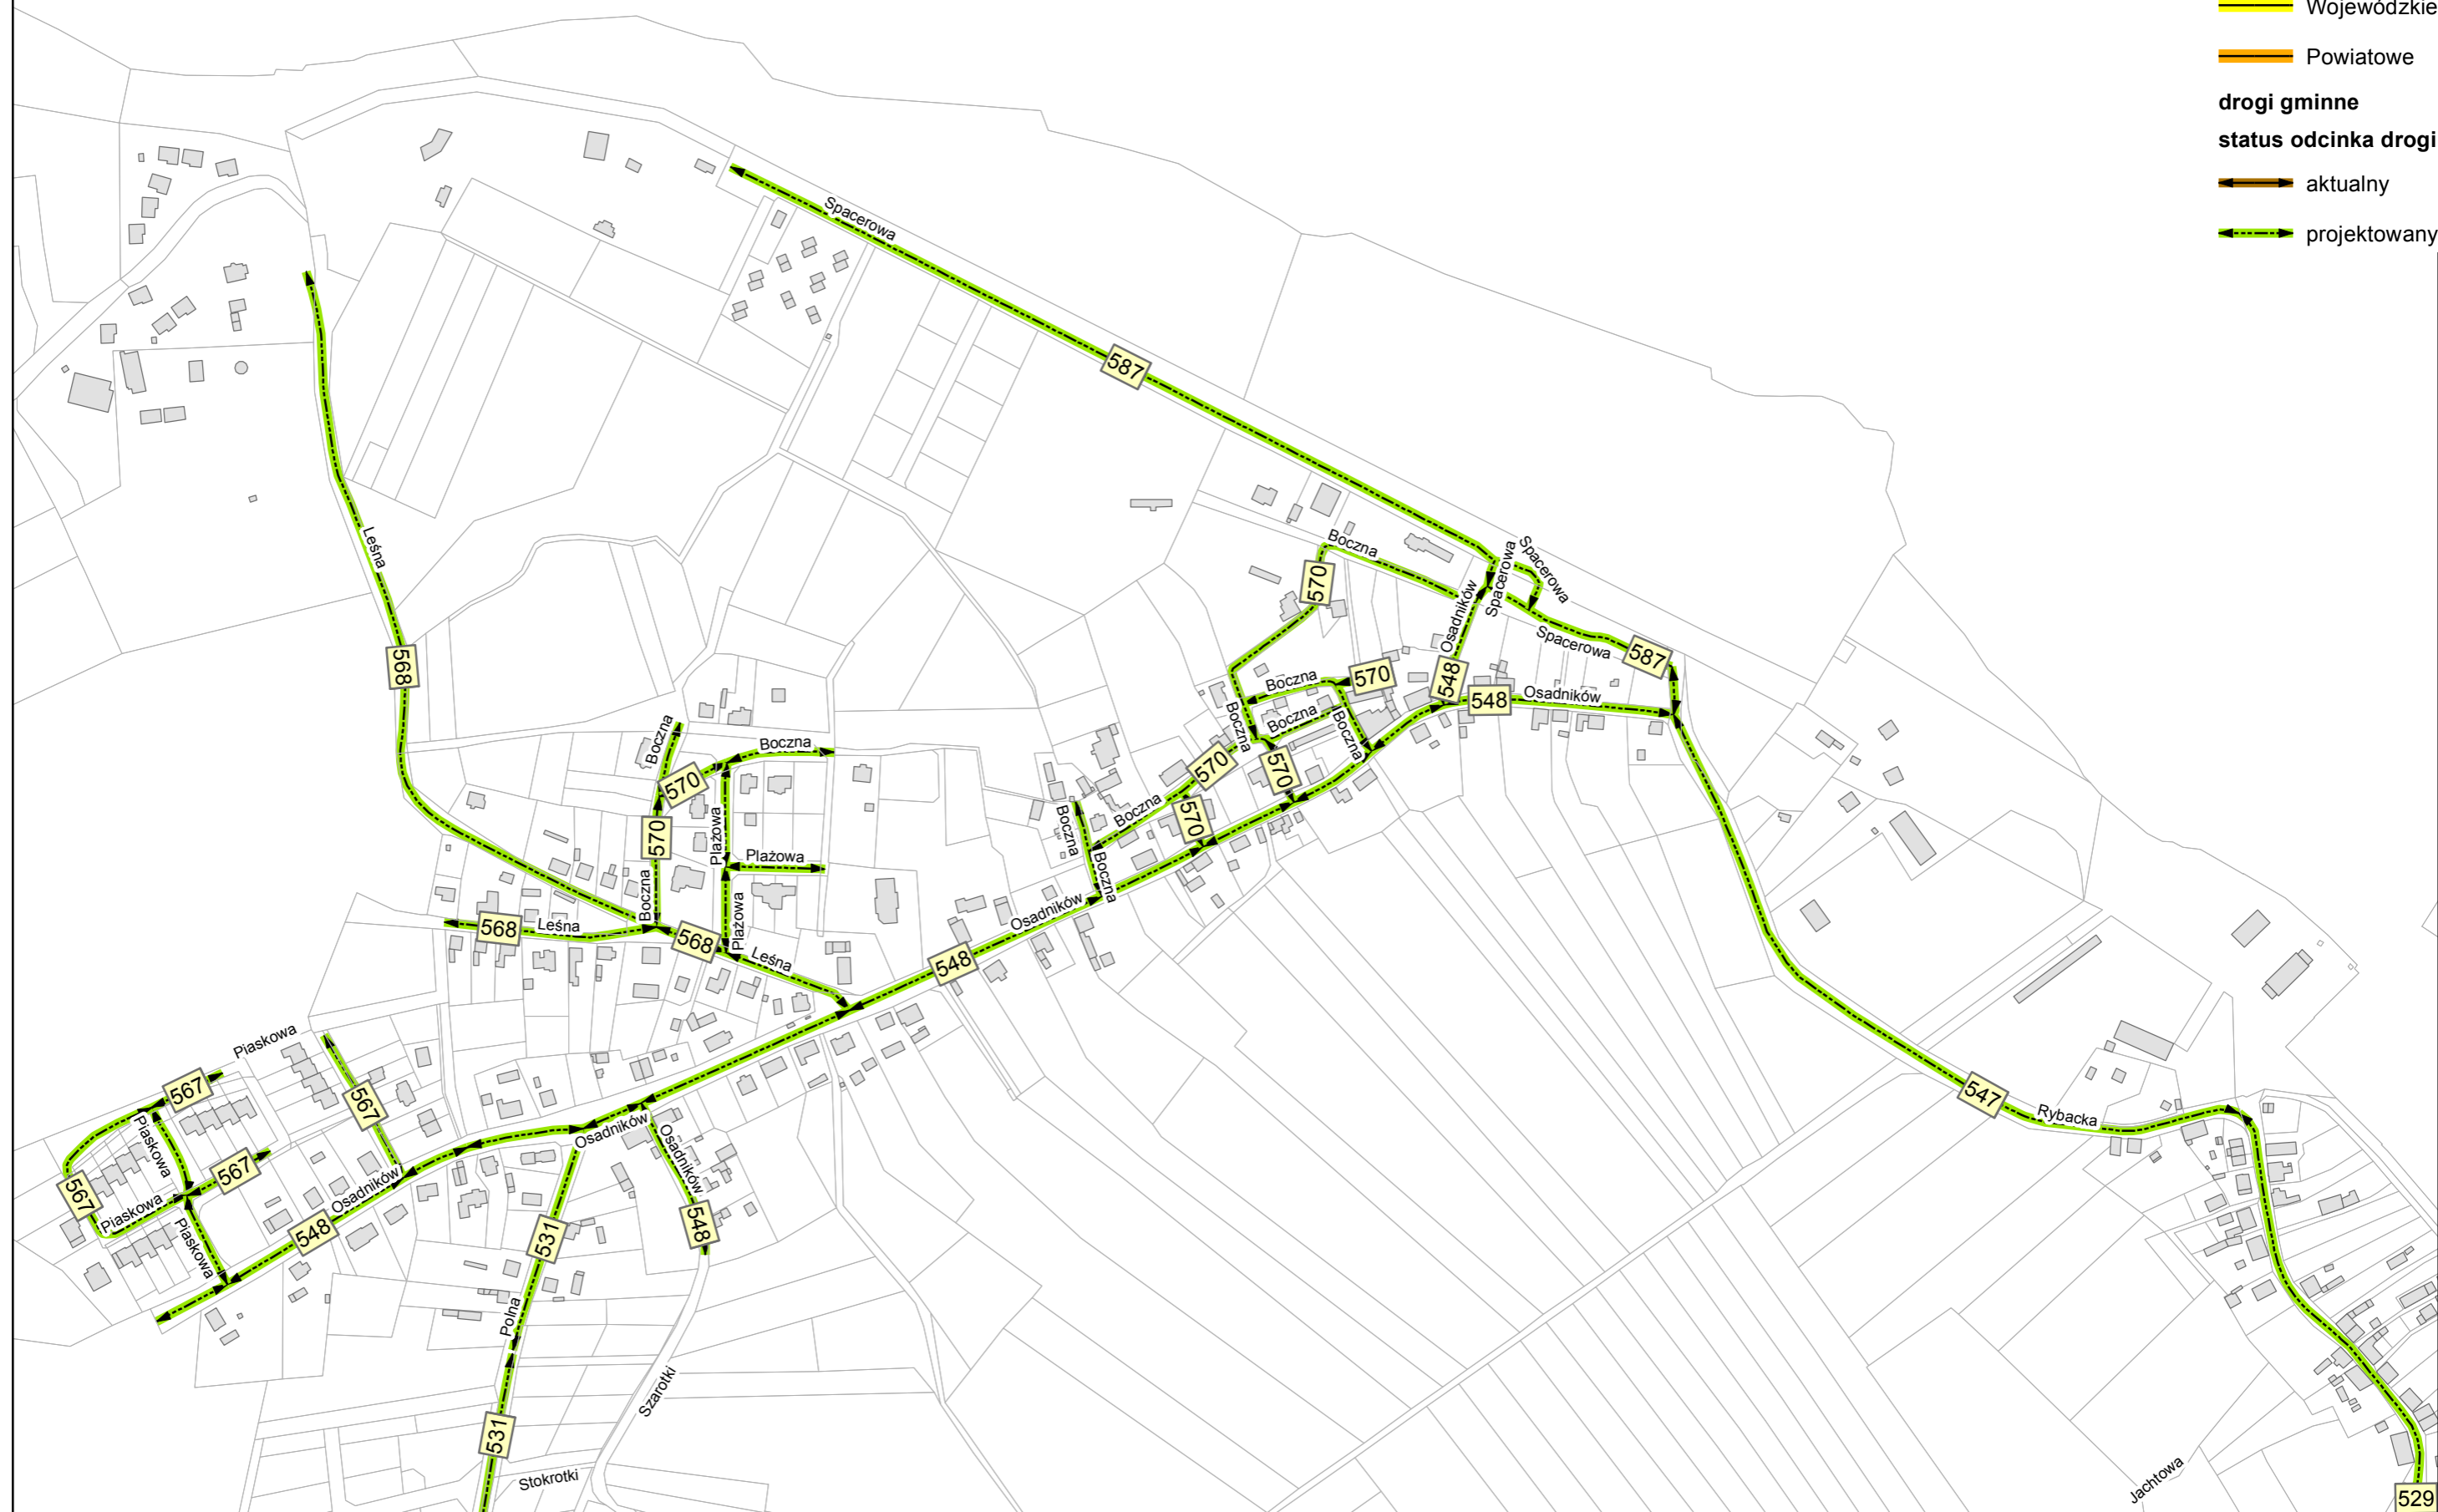 Wojewódzkie
Powiatowe
drogi gminne
status odcinka drogi
aktualny
projektowany
Spacerowa
587
Leśna
Boczna
570
Osadników
Spacerowa
Spacerowa
Spacerowa
587
568
548
548
Osadników
Boczna
570
Boczna
Boczna
Boczna
Boczna
Boczna
570
570
570
570
Plażowa
Boczna
570
Boczna
Boczna
Plażowa
Boczna
Boczna
568
Leśna
568
Plażowa
Leśna
Osadników
548
Piaskowa
567
567
Piaskowa
567
567
Piaskowa
Piaskowa
Osadników
548
Osadników
Osadników
548
531
Polna
547
Rybacka
Szarotki
531
Stokrotki
Jachtowa
529